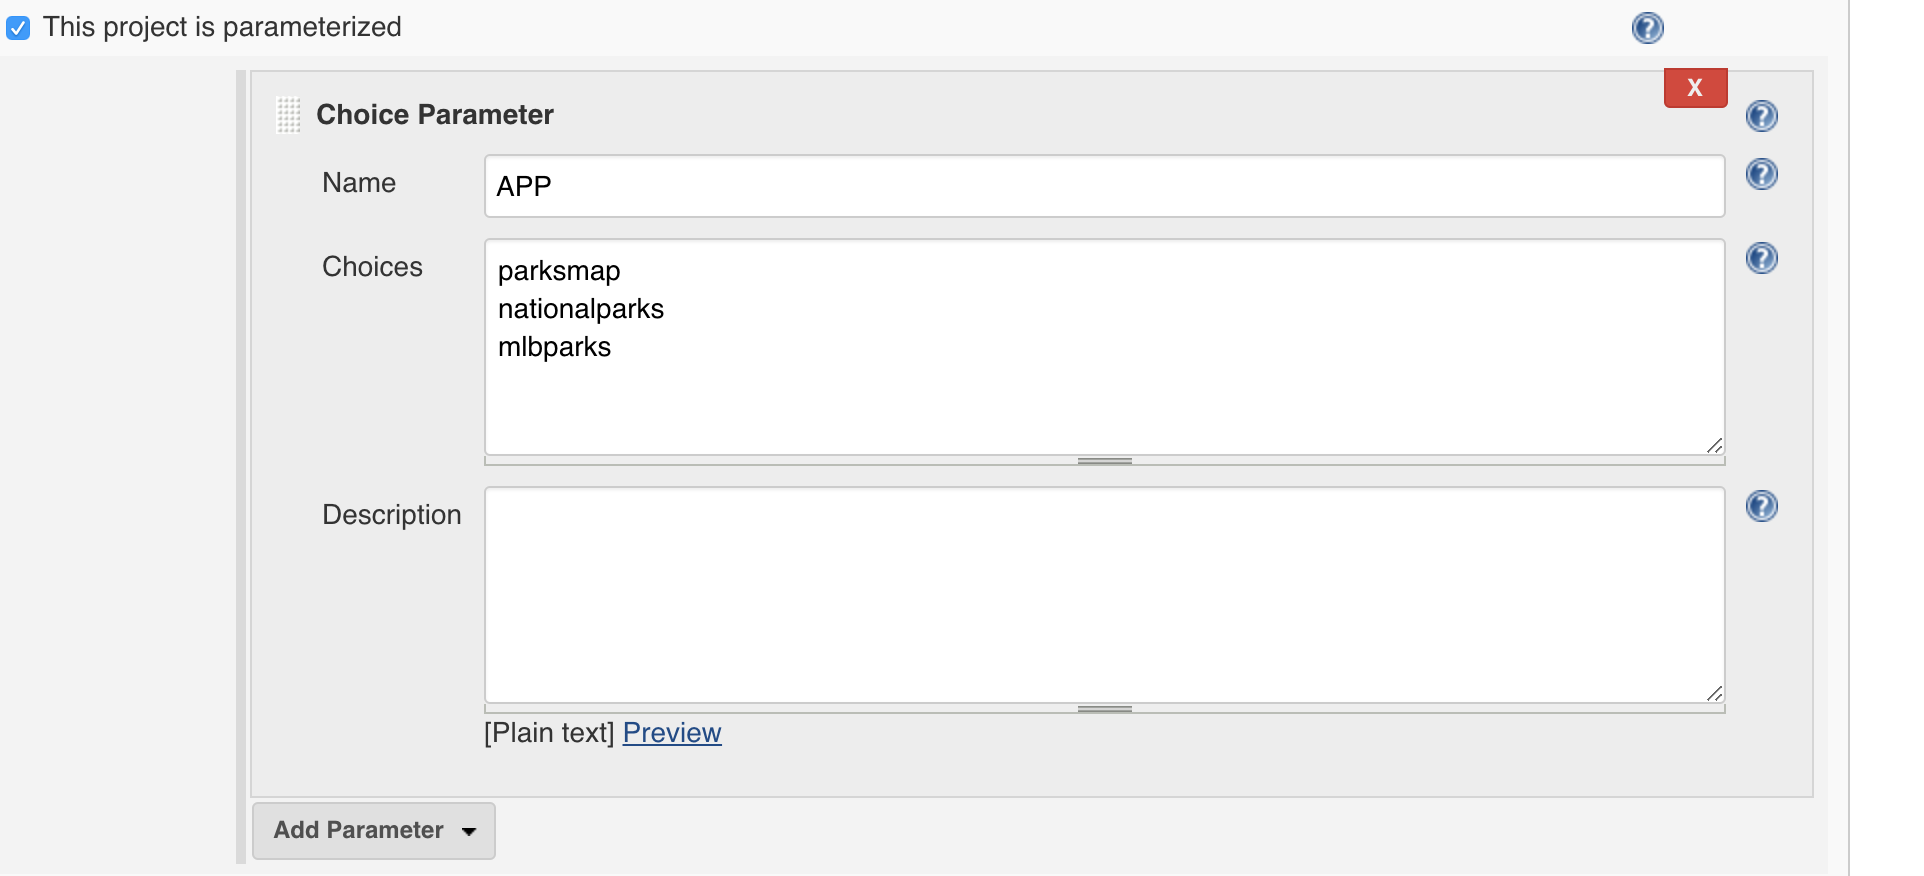 This project is parameterized
?
X
Choice Parameter
?
Name
APP
?
Choices
parksmap
nationalparks
mlbparks
?
Description
?
[Plain text] Preview
Add Parameter